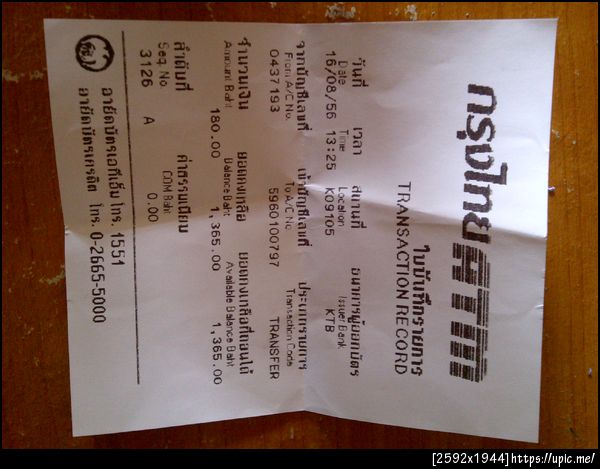 กรุงไทย ATM
ใบบันทึกรายการ
TRANSACTION RECORD
วันที่ เวลา สถานที่ ธนาคารผู้ออกบัตร
Date Time Location Issuer Bank
16/08/56 13:25 K09105 KTB
จากบัญชีเลขที่ เข้าบัญชีเลขที่ ประเภทรายการ
From A/C No. To A/C No. Transaction Code
0437193 5960100797 TRANSFER
จำนวนเงิน ยอดคงเหลือ ยอดคงเหลือที่ถอนได้
Amount Baht Balance Baht Available Balance Baht
180.00 1,365.00 1,365.00
ลำดับที่ ค่าธรรมเนียม
Seq. No. COM Baht
3126 A 0.00
อายัดบัตรเอทีเอ็ม โทร. 1551
อายัดบัตรเครดิต โทร. 0-2665-5000
[2592x1944]https://upic.me/